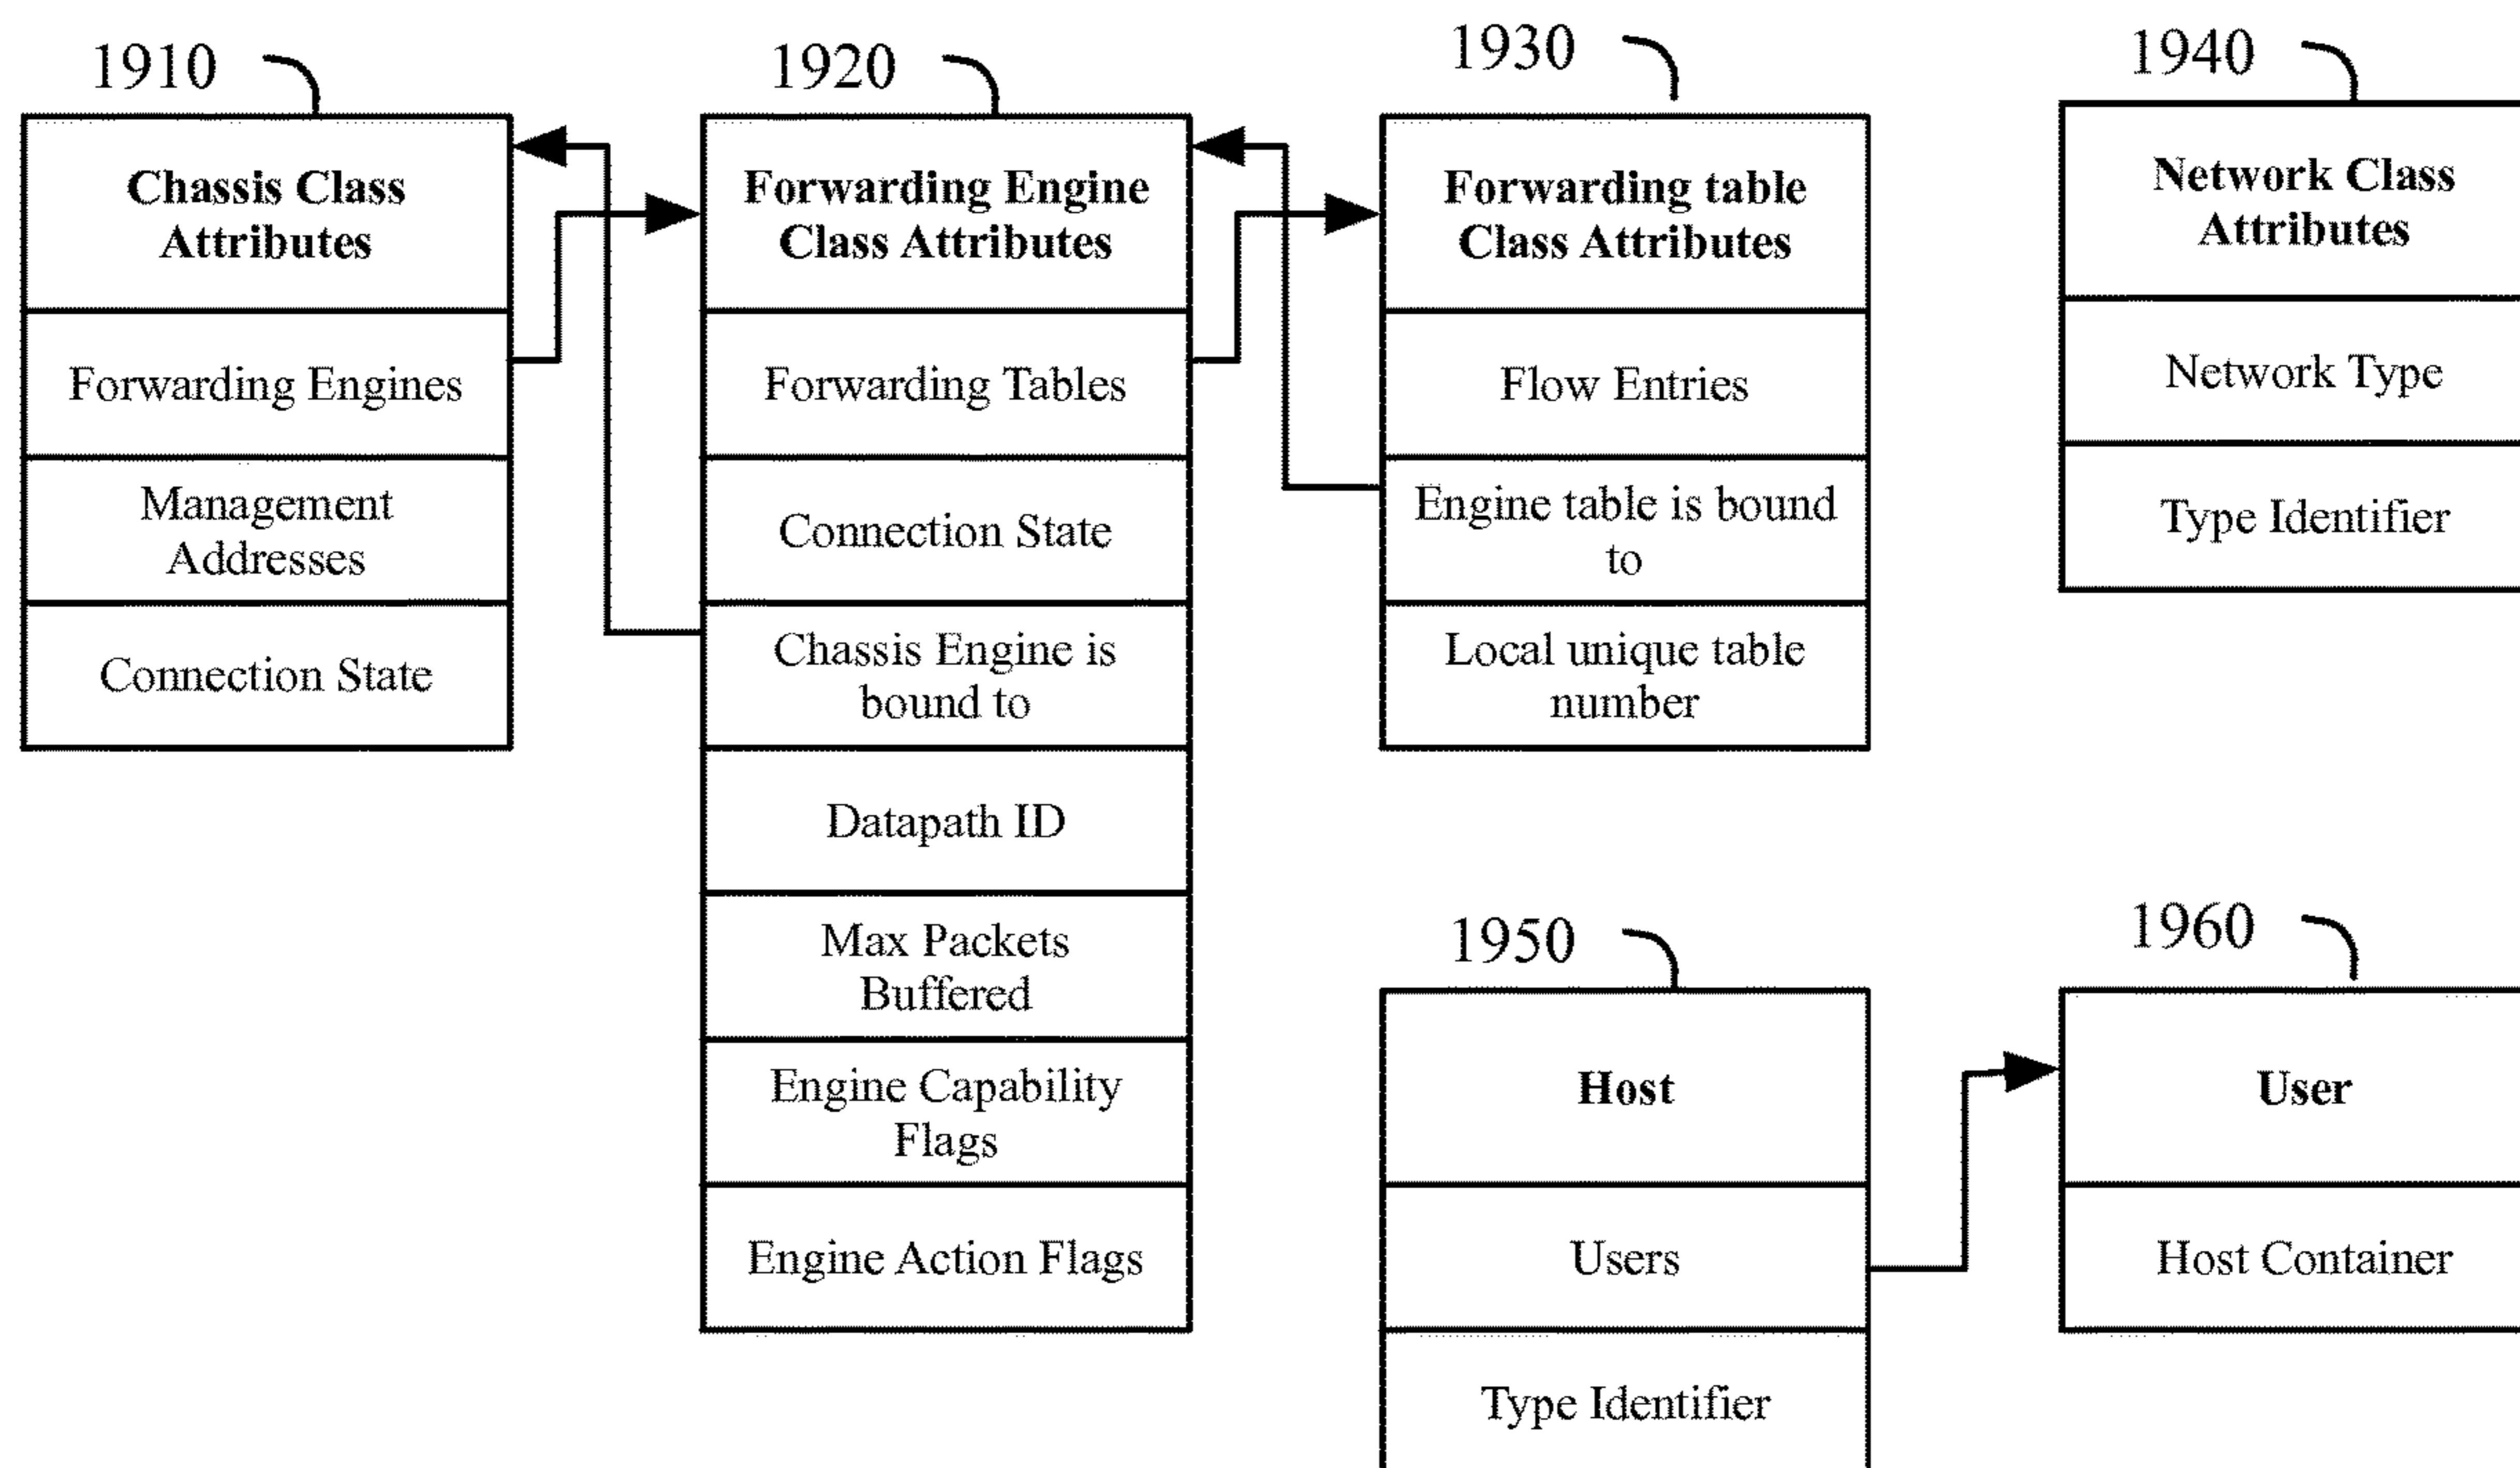 1910
Chassis Class
Attributes
Forwarding Engines
Management
Addresses
Connection State
1920
Forwarding Engine
Class Attributes
Forwarding Tables
Connection State
Chassis Engine is
bound to
Datapath ID
Max Packets
Buffered
Engine Capability
Flags
Engine Action Flags
1930
Forwarding table
Class Attributes
Flow Entries
Engine table is bound
to
Local unique table
number
1940
Network Class
Attributes
Network Type
Type Identifier
1950
Host
Users
Type Identifier
1960
User
Host Container